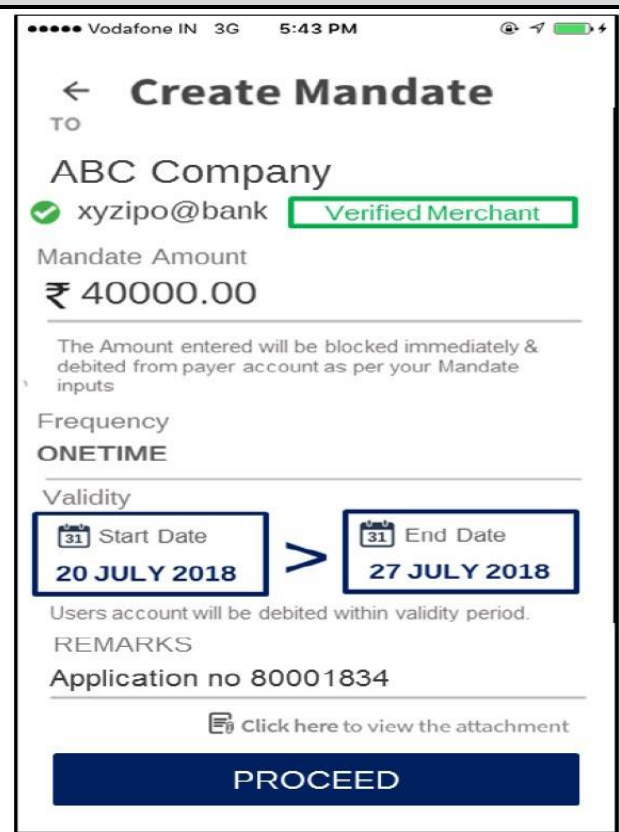 Vodafone IN 3G 5:43 PM
← Create Mandate
TO
ABC Company
xyzipo@bank Verified Merchant
Mandate Amount
₹ 40000.00
The Amount entered will be blocked immediately &
debited from payer account as per your Mandate
inputs
Frequency
ONETIME
Validity
31 Start Date > 31 End Date
20 JULY 2018 27 JULY 2018
Users account will be debited within validity period.
REMARKS
Application no 80001834
Click here to view the attachment
PROCEED